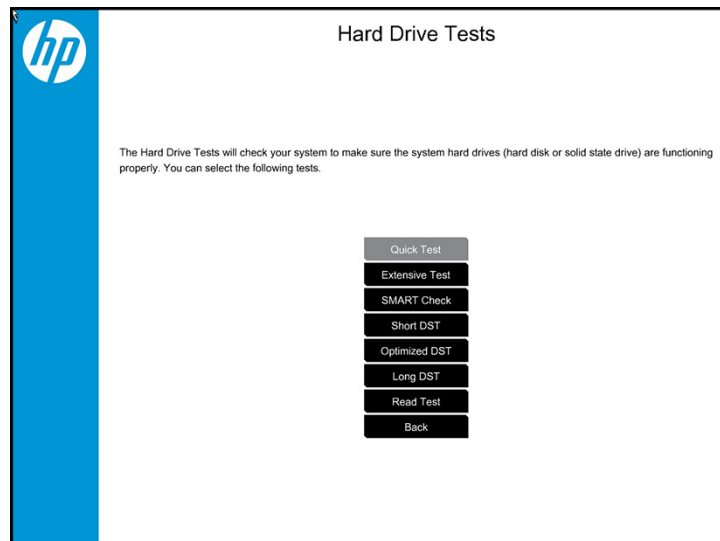 hp
Hard Drive Tests
The Hard Drive Tests will check your system to make sure the system hard drives (hard disk or solid state drive) are functioning
properly. You can select the following tests.
Quick Test
Extensive Test
SMART Check
Short DST
Optimized DST
Long DST
Read Test
Back